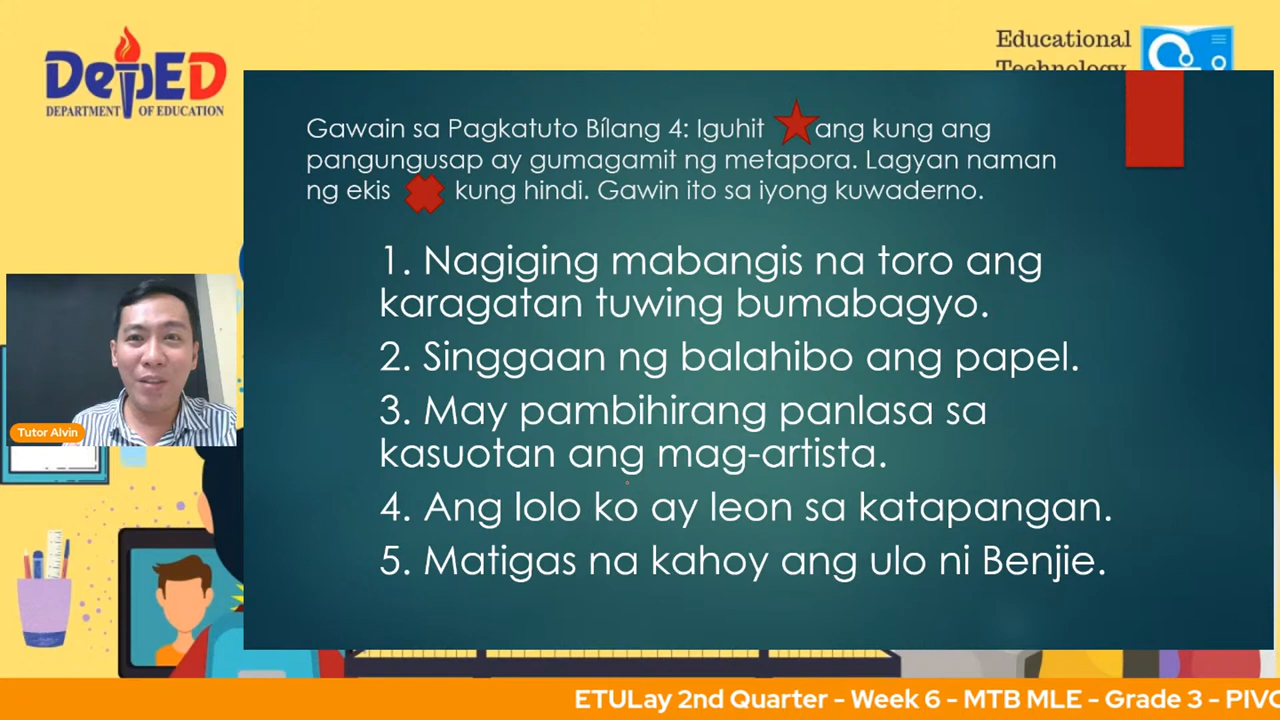 DepED
DEPARTMENT OF EDUCATION
Educational
Technology
Gawain sa Pagkatuto Bílang 4: Iguhit ang kung ang
pangungusap ay gumagamit ng metapora. Lagyan naman
ng ekis kung hindi. Gawin ito sa iyong kuwaderno.
1. Nagiging mabangis na toro ang
karagatan tuwing bumabagyo.
2. Singgaan ng balahibo ang papel.
3. May pambihirang panlasa sa
kasuotan ang mag-artista.
4. Ang lolo ko ay leon sa katapangan.
5. Matigas na kahoy ang ulo ni Benjie.
Tutor Alvin
ETULay 2nd Quarter - Week 6 - MTB MLE - Grade 3 - PIVO